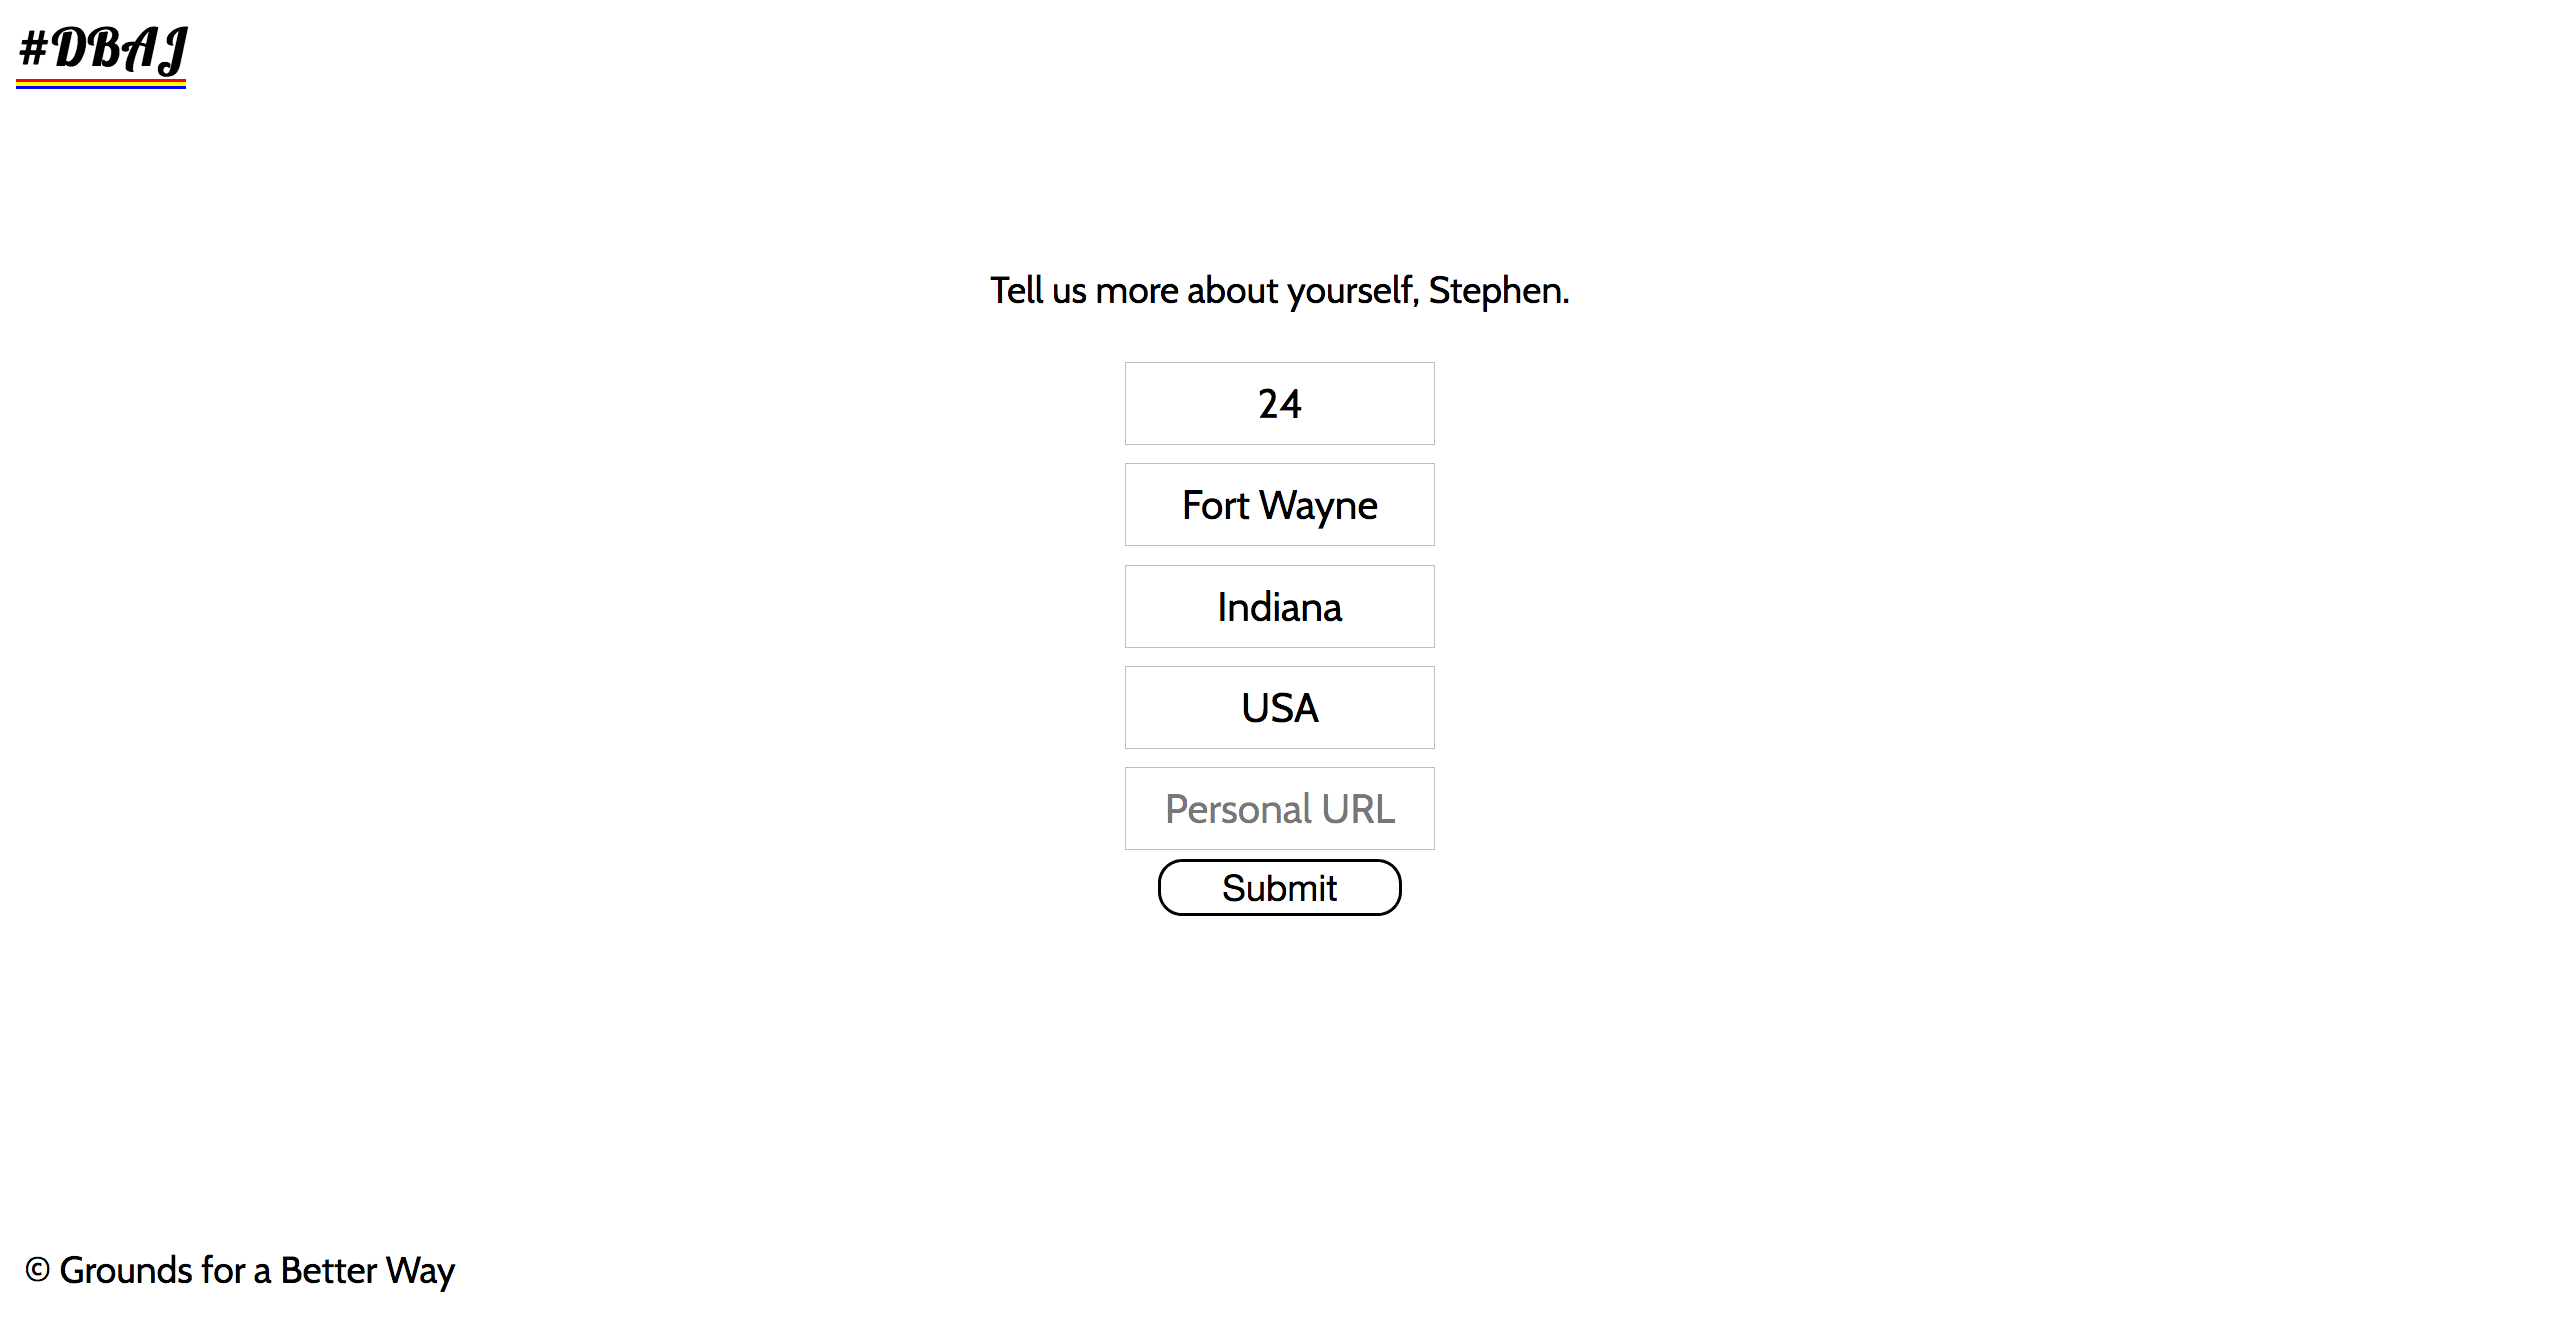 #DBAJ
Tell us more about yourself, Stephen.
24
Fort Wayne
Indiana
USA
Personal URL
Submit
© Grounds for a Better Way